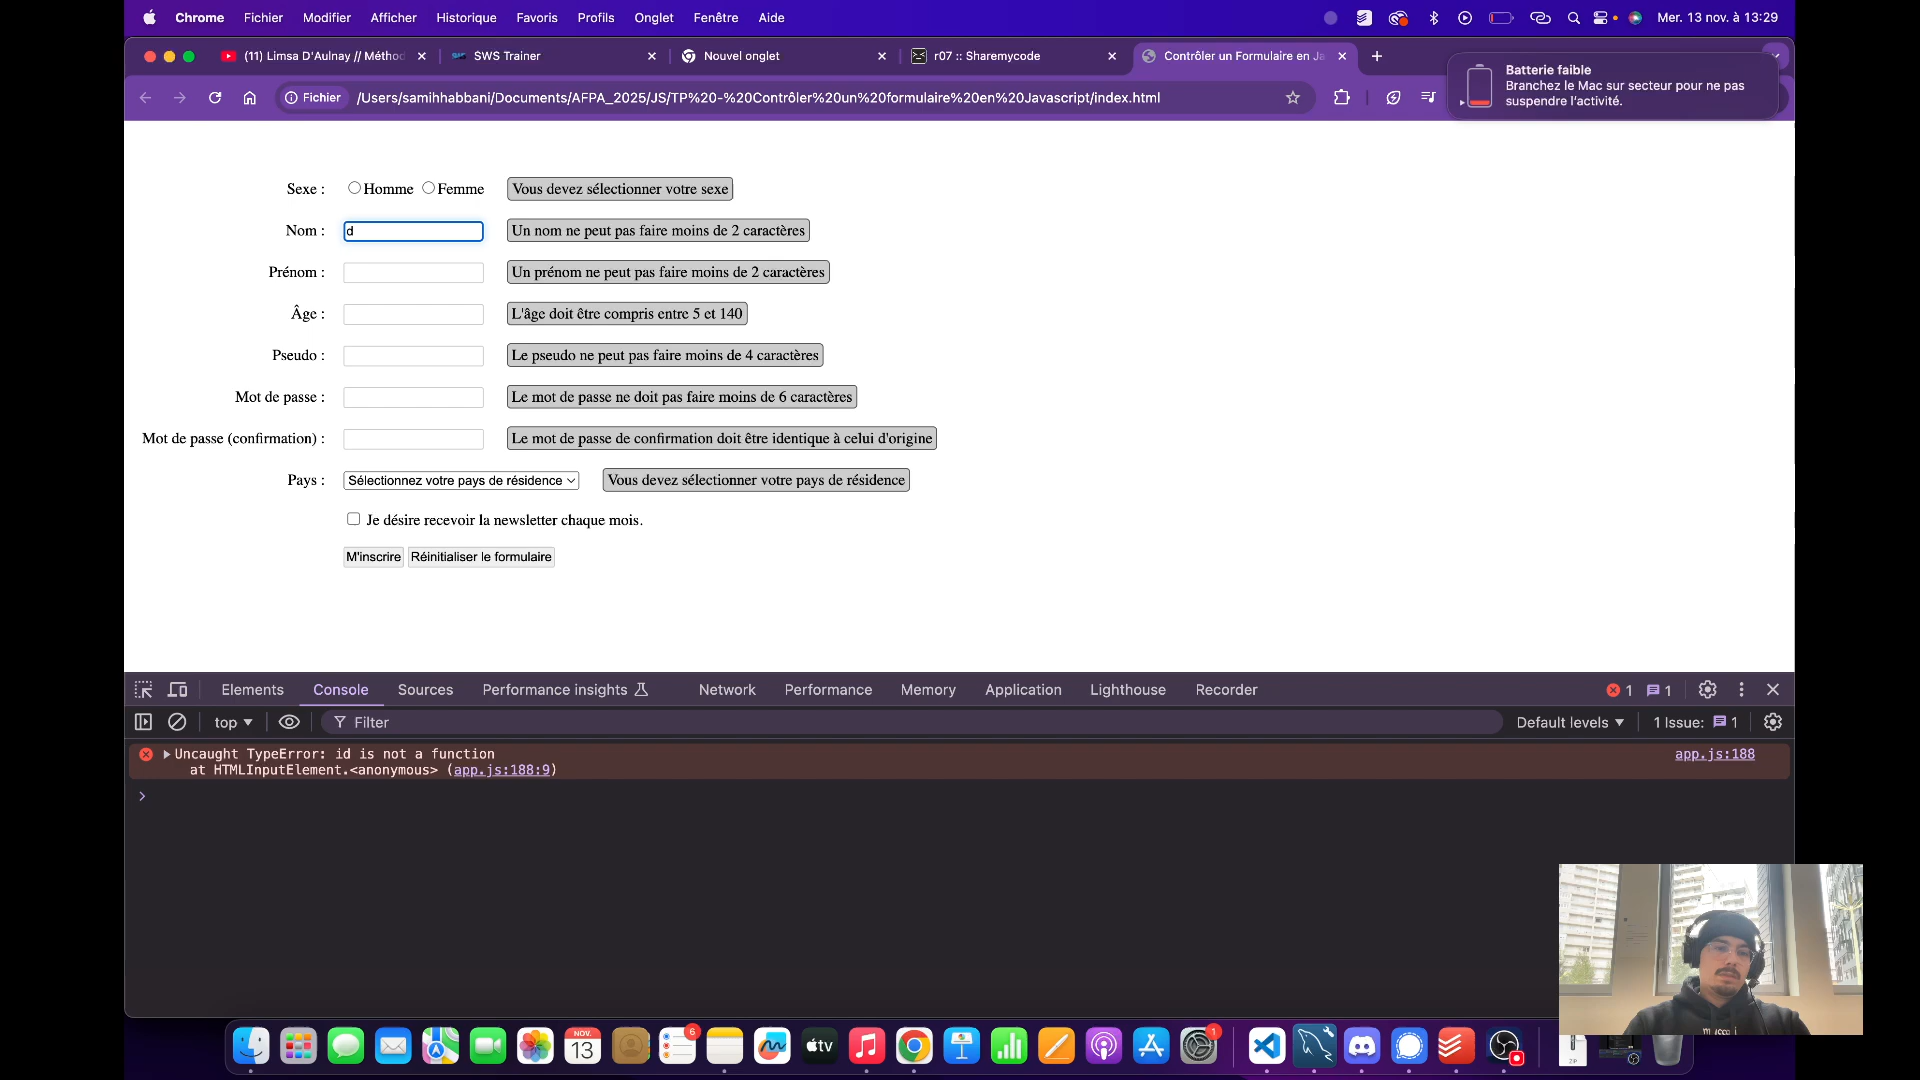 Chrome Fichier Modifier Afficher Historique Favoris Profils Onglet Fenêtre Aide Mer. 13 nov. à 13:29
(11) Limsa D'Aulnay // Méthod SWS Trainer Nouvel onglet r07 :: Sharemycode Contrôler un Formulaire en Ja
Batterie faible
Branchez le Mac sur secteur pour ne pas
suspendre l'activité.
Fichier /Users/samihhabbani/Documents/AFPA_2025/JS/TP%20-%20Contrôler%20un%20formulaire%20en%20Javascript/index.html
Sexe : Homme Femme Vous devez sélectionner votre sexe
Nom : d Un nom ne peut pas faire moins de 2 caractères
Prénom : Un prénom ne peut pas faire moins de 2 caractères
Âge : L'âge doit être compris entre 5 et 140
Pseudo : Le pseudo ne peut pas faire moins de 4 caractères
Mot de passe : Le mot de passe ne doit pas faire moins de 6 caractères
Mot de passe (confirmation) : Le mot de passe de confirmation doit être identique à celui d'origine
Pays : Sélectionnez votre pays de résidence Vous devez sélectionner votre pays de résidence
Je désire recevoir la newsletter chaque mois.
M'inscrire Réinitialiser le formulaire
Elements Console Sources Performance insights Network Performance Memory Application Lighthouse Recorder 1 1
top Filter Default levels 1 Issue: 1
Uncaught TypeError: id is not a function app.js:188
at HTMLInputElement.<anonymous> (app.js:188:9)
NOV.
13
6
tv
1
ZIP